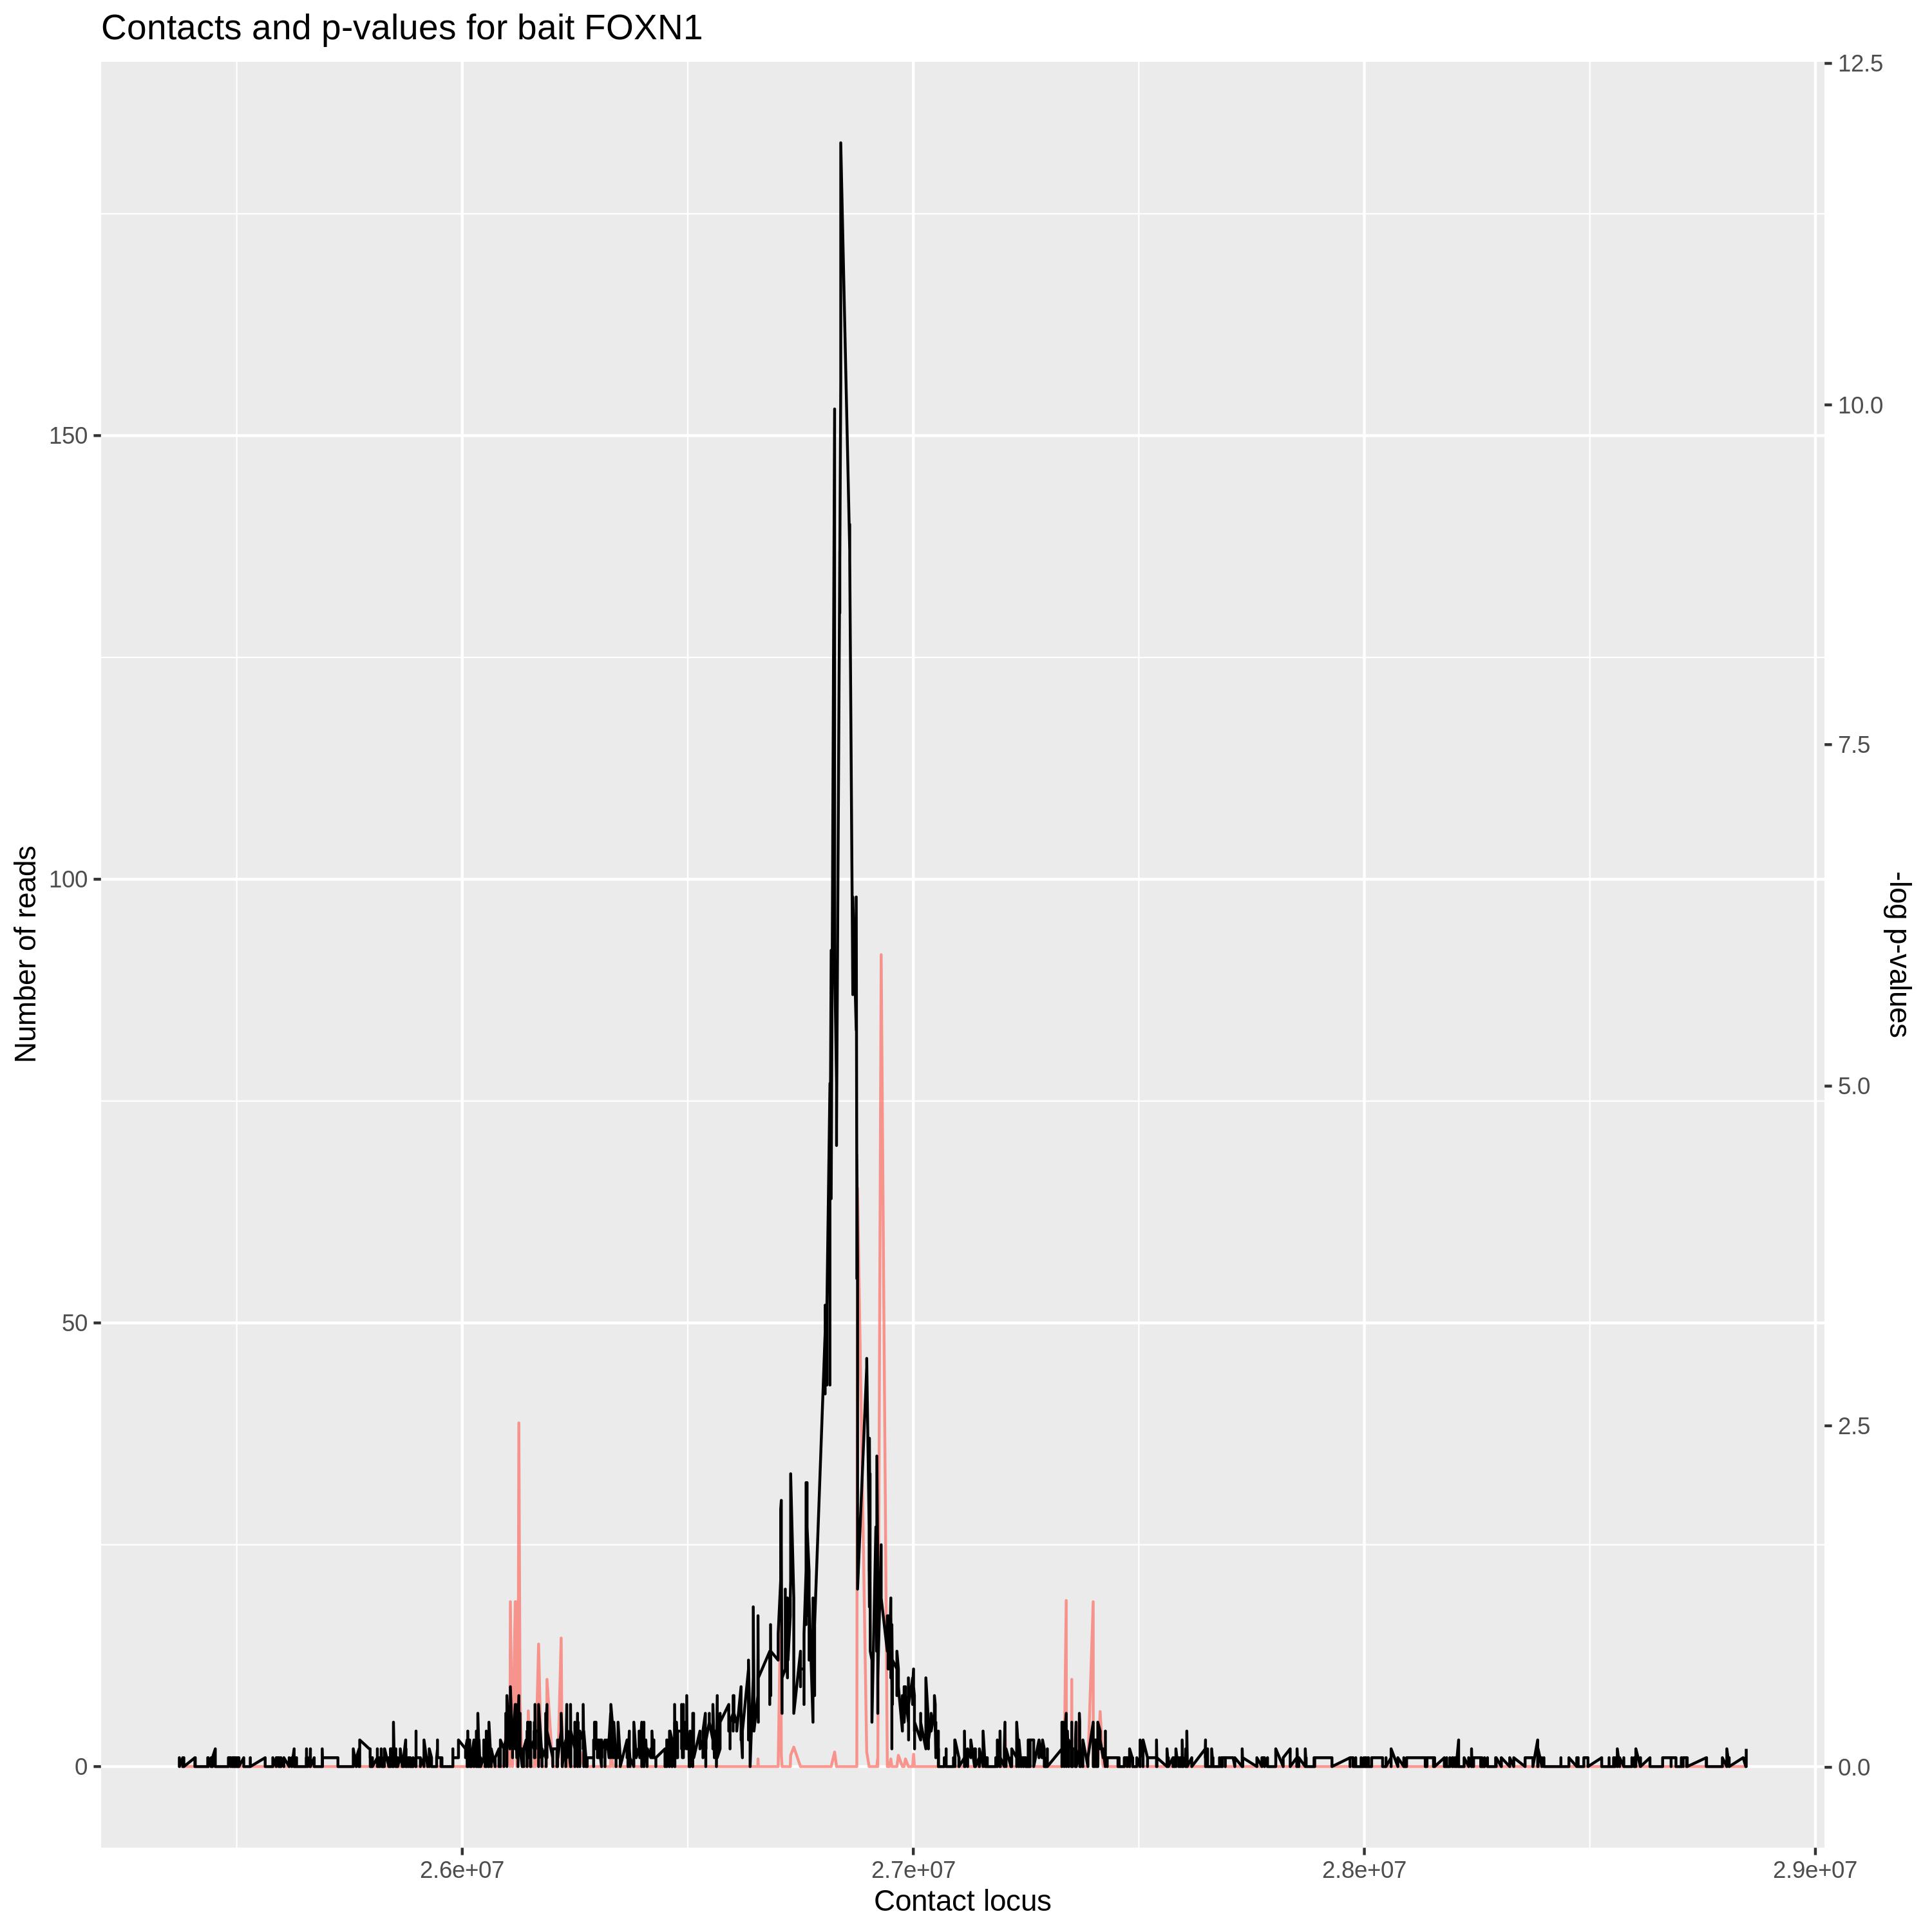 Contacts and p-values for bait FOXN1
12.5
10.0
7.5
5.0
2.5
0.0
-log p-values
150
100
50
0
Number of reads
2.6e+07 2.7e+07 2.8e+07 2.9e+07
Contact locus